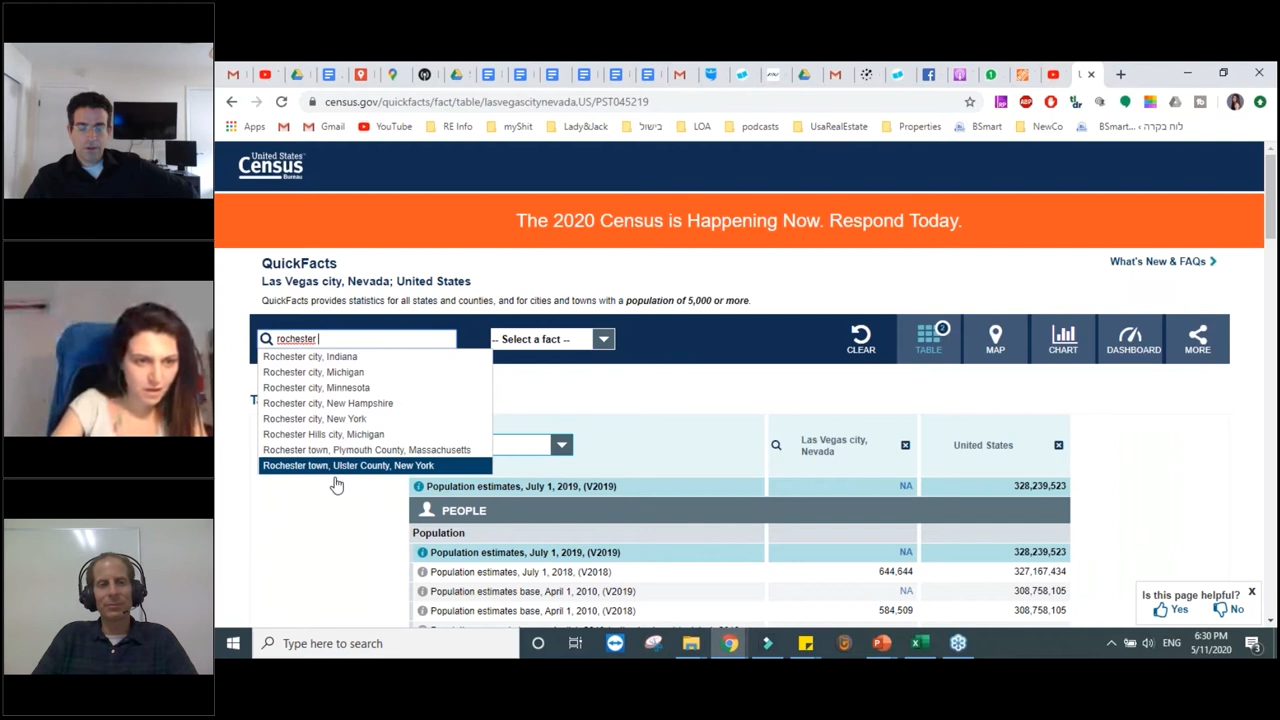 census.gov/quickfacts/fact/table/lasvegascitynevada,US/PST045219
Apps
Gmail
YouTube
RE Info
myShit
Lady&Jack
בישול
LOA
podcasts
UsaRealEstate
Properties
BSmart
NewCo
BSmart... ‹ לוח בקרה
United States®
Census
Bureau
The 2020 Census is Happening Now. Respond Today.
QuickFacts
What's New & FAQs
Las Vegas city, Nevada; United States
QuickFacts provides statistics for all states and counties, and for cities and towns with a population of 5,000 or more.
rochester
-- Select a fact --
CLEAR
2
TABLE
MAP
CHART
DASHBOARD
MORE
Rochester city, Indiana
Rochester city, Michigan
Rochester city, Minnesota
Rochester city, New Hampshire
Rochester city, New York
Rochester Hills city, Michigan
Rochester town, Plymouth County, Massachusetts
Rochester town, Ulster County, New York
Las Vegas city,
Nevada
United States
Population estimates, July 1, 2019, (V2019) NA 328,239,523
PEOPLE
Population
Population estimates, July 1, 2019, (V2019) NA 328,239,523
Population estimates, July 1, 2018, (V2018) 644,644 327,167,434
Population estimates base, April 1, 2010, (V2019) NA 308,758,105
Population estimates base, April 1, 2010, (V2018) 584,509 308,758,105
Is this page helpful? X
Yes No
Type here to search
ENG
6:30 PM
5/11/2020
3